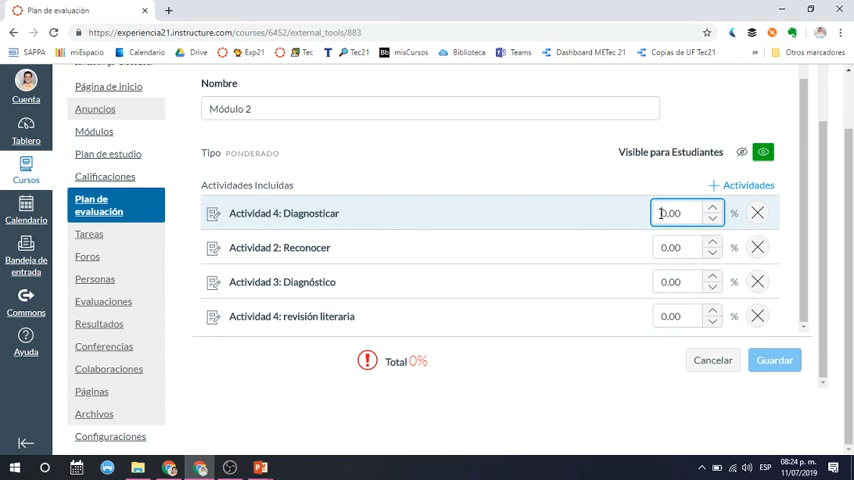 Plan de evaluación
https://experiencia21.instructure.com/courses/6452/external_tools/883
SAPPA
miEspacio
Calendario
Drive
Exp21
Tec
Tec21
misCursos
Biblioteca
Teams
Dashboard METec 21
Copias de UF Tec21
»
Otros marcadores
Cuenta
Tablero
Cursos
Calendario
Bandeja de
entrada
Commons
Ayuda
Página de inicio
Anuncios
Módulos
Plan de estudio
Calificaciones
Plan de
evaluación
Tareas
Foros
Personas
Evaluaciones
Resultados
Conferencias
Colaboraciones
Páginas
Archivos
Configuraciones
Nombre
Módulo 2
Tipo PONDERADO
Visible para Estudiantes
Actividades Incluidas
+ Actividades
Actividad 4: Diagnosticar 0.00 %
Actividad 2: Reconocer 0.00 %
Actividad 3: Diagnóstico 0.00 %
Actividad 4: revisión literaria 0.00 %
Total 0%
Cancelar
Guardar
ESP
08:24 p. m.
11/07/2019